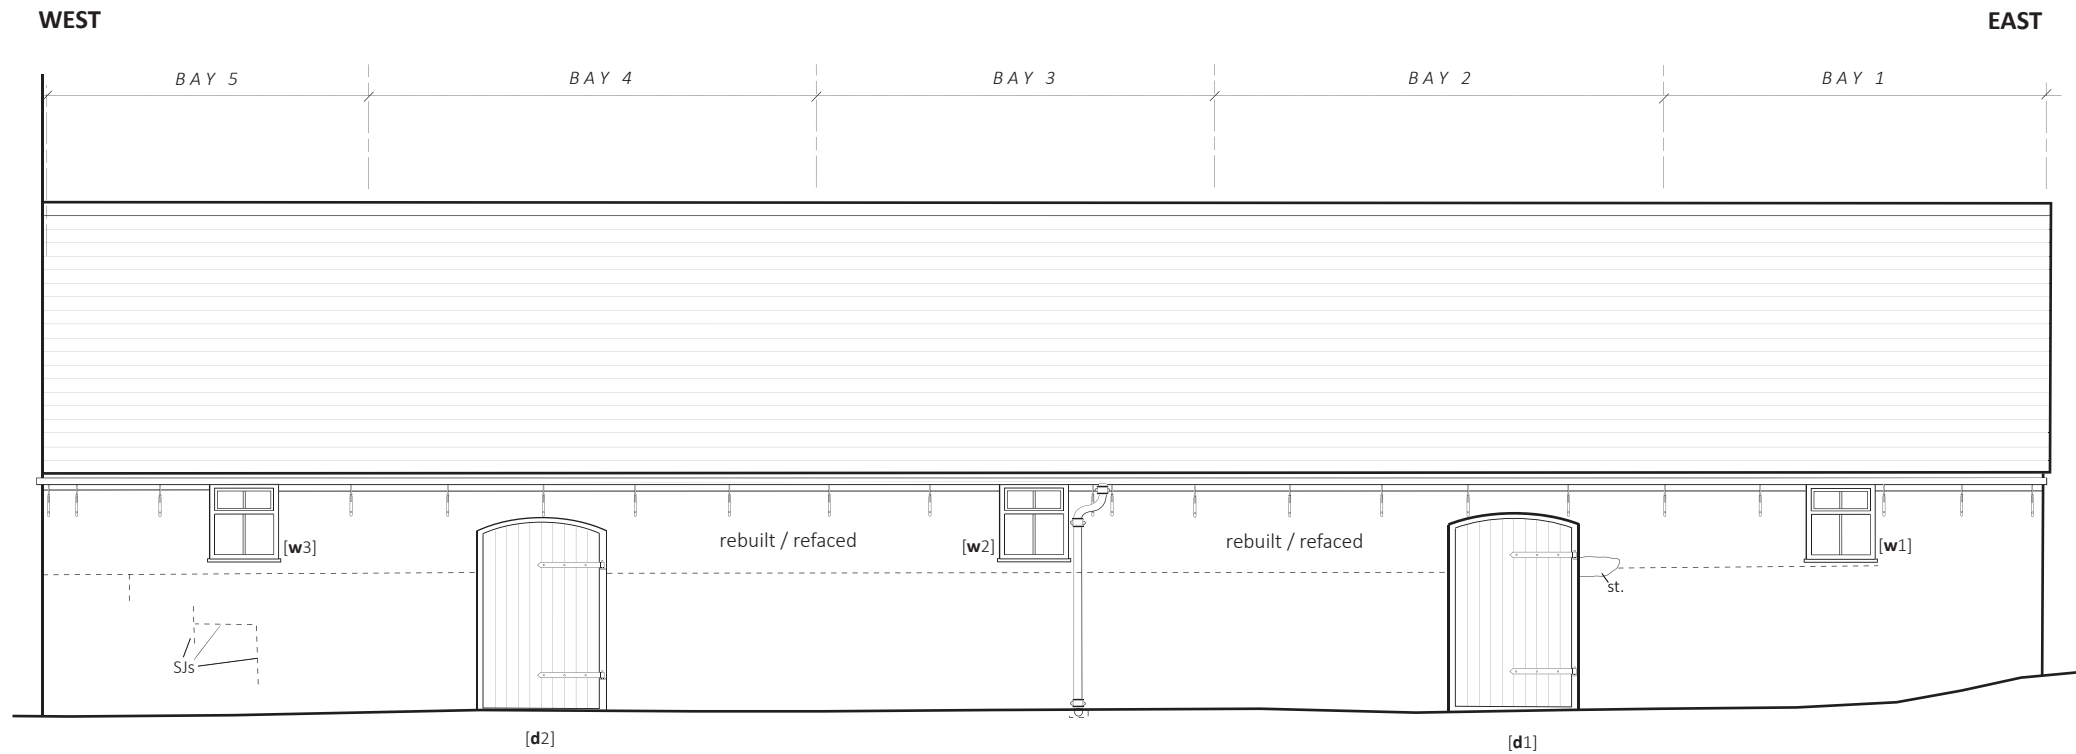 WEST
EAST
BAY 5
BAY 4
BAY 3
BAY 2
BAY 1
rebuilt / refaced
rebuilt / refaced
[w3]
[w2]
[w1]
st.
SJs
[d2]
[d1]